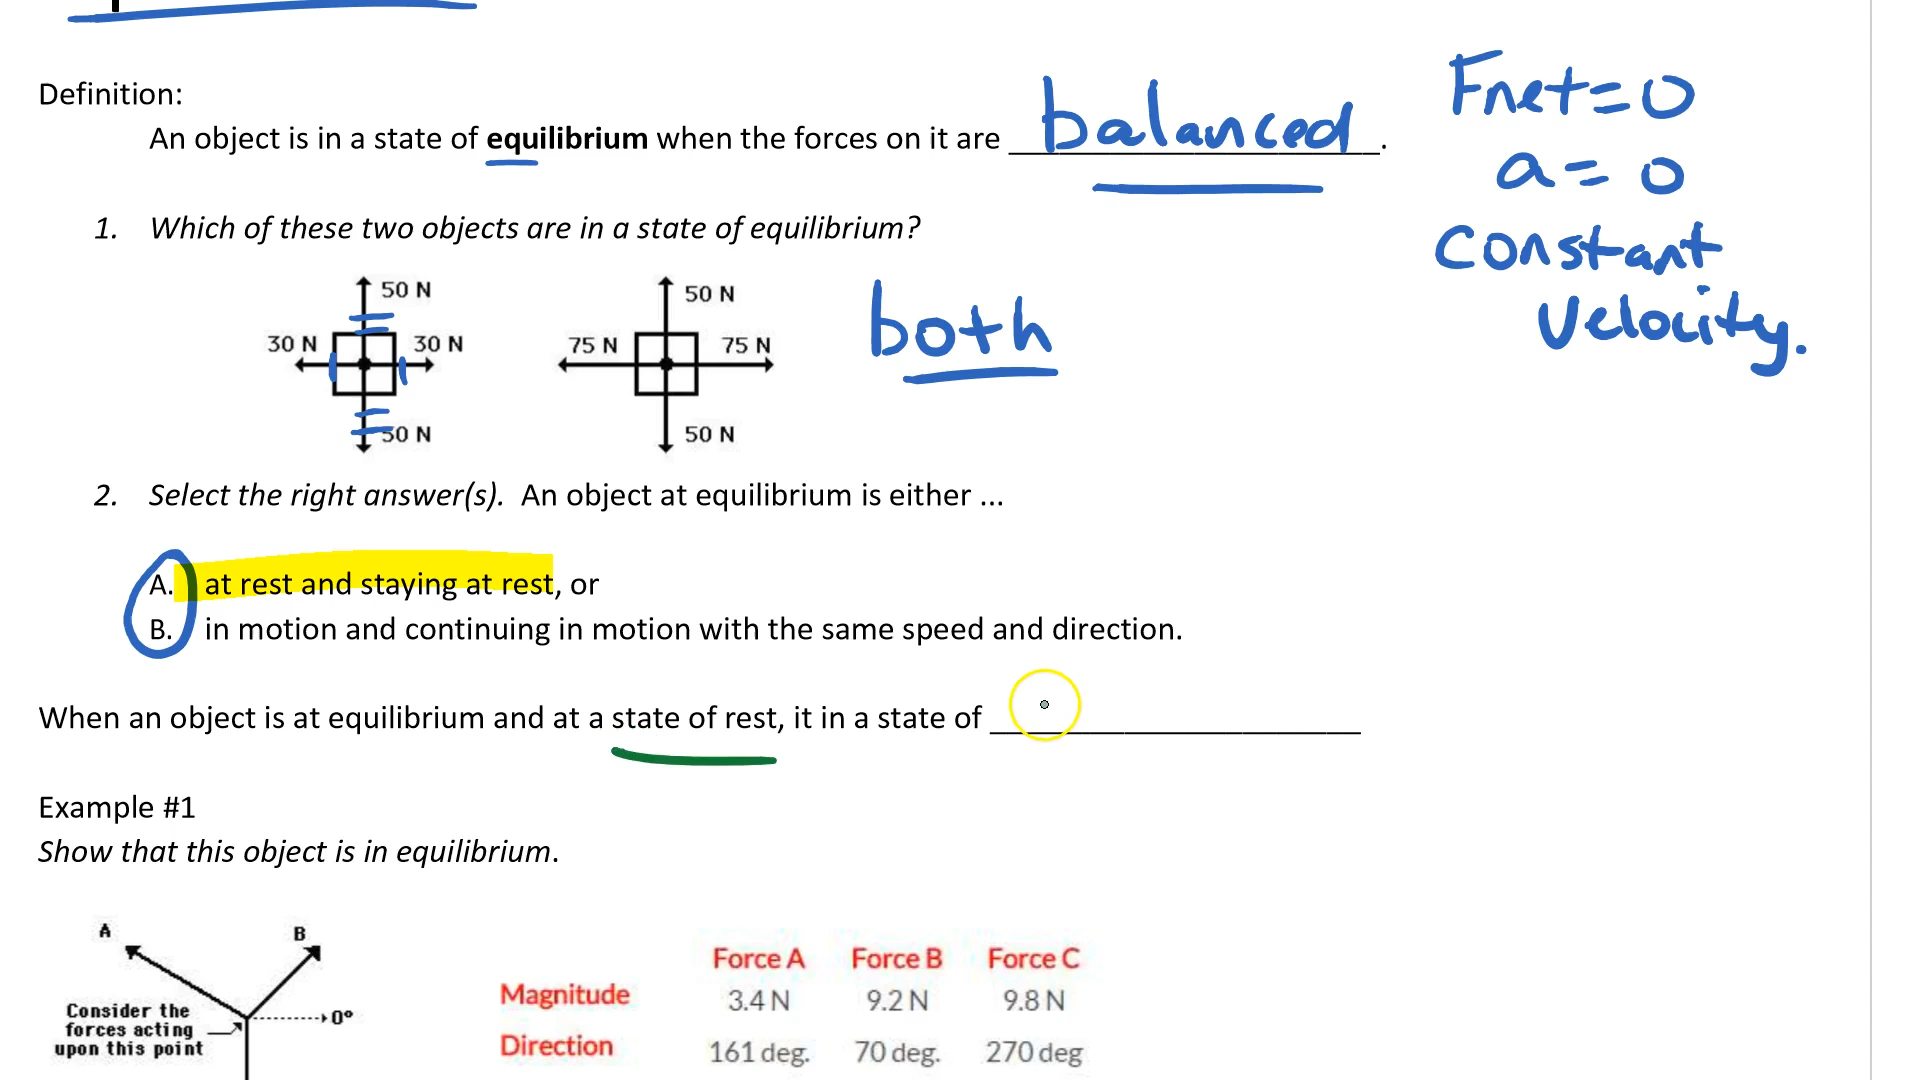 Definition:
An object is in a state of equilibrium when the forces on it are balanced.
Fnet=0
a=0
constant
velocity.
1. Which of these two objects are in a state of equilibrium?
50 N
30 N
30 N
50 N
50 N
75 N
75 N
50 N
both
2. Select the right answer(s). An object at equilibrium is either ...
A. at rest and staying at rest, or
B. in motion and continuing in motion with the same speed and direction.
When an object is at equilibrium and at a state of rest, it in a state of ______________________
Example #1
Show that this object is in equilibrium.
A
B
Consider the
forces acting
upon this point
0°
Force A Force B Force C
Magnitude 3.4 N 9.2 N 9.8 N
Direction 161 deg. 70 deg. 270 deg